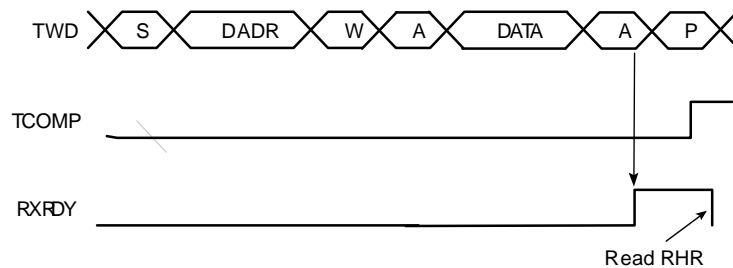 TWD S DADR W A DATA A P
TCOMP
RXRDY
Read RHR